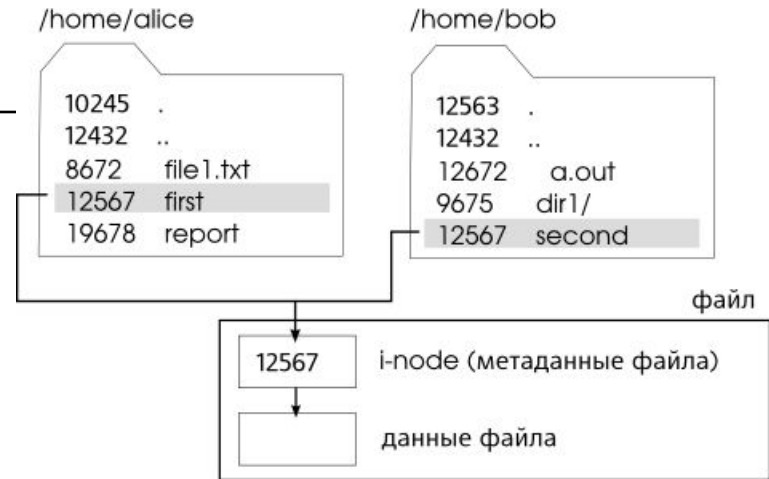 /home/alice
10245 .
12432 ..
8672 file1.txt
12567 first
19678 report
/home/bob
12563 .
12432 ..
12672 a.out
9675 dir1/
12567 second
файл
12567 i-node (метаданные файла)
данные файла